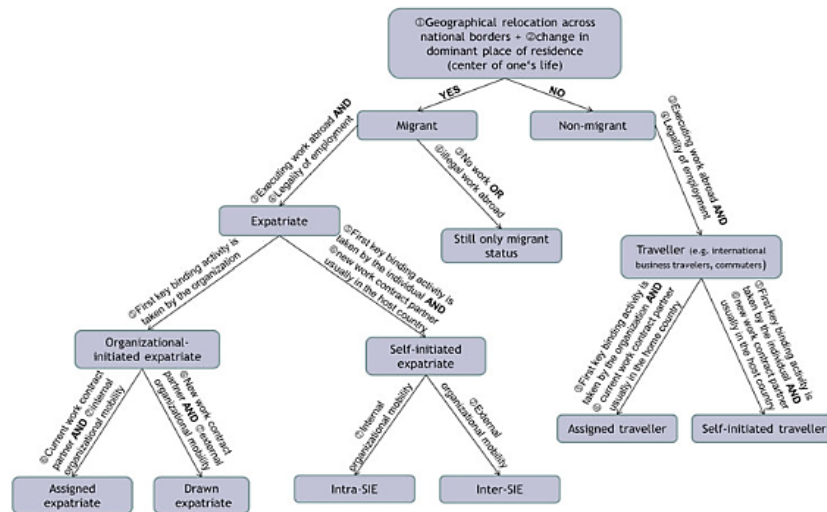 ①Geographical relocation across
national borders + ②change in
dominant place of residence
(center of one's life)
YES
NO
Migrant
Non-migrant
③Executing work abroad AND
④Legality of employment
③No work OR
④illegal work abroad
③Executing work abroad AND
④Legality of employment
Expatriate
Still only migrant
status
Traveller (e.g. international
business travelers, commuters)
⑤First key binding activity is
taken by the organization
⑤First key binding activity is
taken by the individual AND
⑥new work contract partner
usually in the host country
⑤First key binding activity is
taken by the organization AND
⑥ current work contract partner
usually in the home country
⑤First key binding activity is
taken by the individual AND
⑥new work contract partner
usually in the host country
Organizational-
initiated expatriate
Self-initiated
expatriate
Assigned traveller
Self-initiated traveller
⑥Current work contract
partner AND ⑦internal
organizational mobility
⑥New work contract
partner AND ⑦external
organizational mobility
⑦Internal
organizational mobility
⑦External
organizational mobility
Assigned
expatriate
Drawn
expatriate
Intra-SIE
Inter-SIE